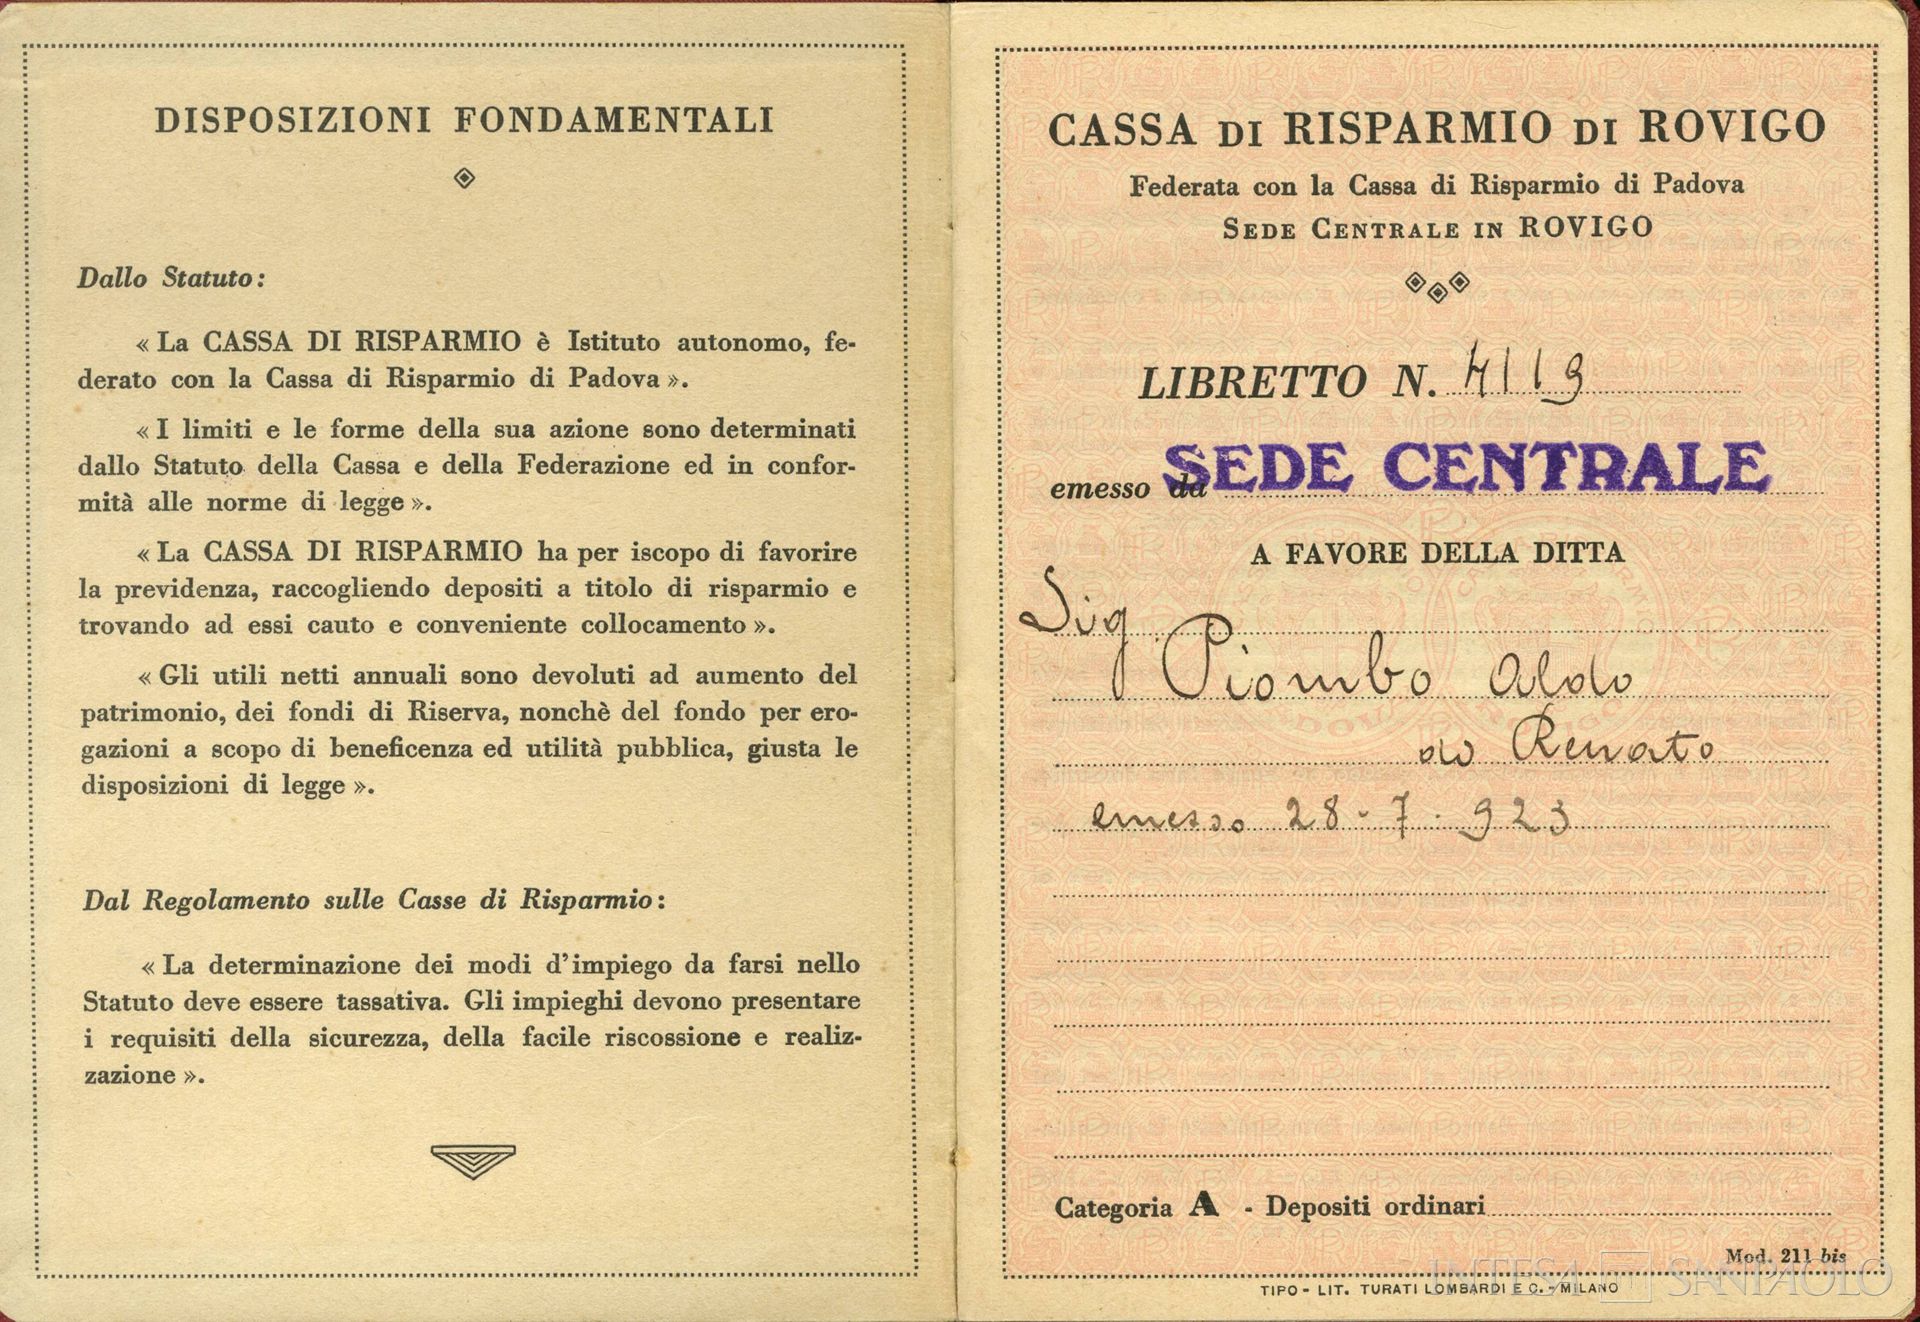 DISPOSIZIONI FONDAMENTALI
Dallo Statuto:
« La CASSA DI RISPARMIO è Istituto autonomo, fe-
derato con la Cassa di Risparmio di Padova ».
« I limiti e le forme della sua azione sono determinati
dallo Statuto della Cassa e della Federazione ed in confor-
mità alle norme di legge ».
« La CASSA DI RISPARMIO ha per iscopo di favorire
la previdenza, raccogliendo depositi a titolo di risparmio e
trovando ad essi cauto e conveniente collocamento ».
« Gli utili netti annuali sono devoluti ad aumento del
patrimonio, dei fondi di Riserva, nonchè del fondo per ero-
gazioni a scopo di beneficenza ed utilità pubblica, giusta le
disposizioni di legge ».
Dal Regolamento sulle Casse di Risparmio:
« La determinazione dei modi d'impiego da farsi nello
Statuto deve essere tassativa. Gli impieghi devono presentare
i requisiti della sicurezza, della facile riscossione e realiz-
zazione ».
CASSA DI RISPARMIO DI ROVIGO
Federata con la Cassa di Risparmio di Padova
SEDE CENTRALE IN ROVIGO
LIBRETTO N. 4119
emesso da SEDE CENTRALE
A FAVORE DELLA DITTA
Sig
Piombo Aldo
Renato
emesso 28-7-923
Categoria A - Depositi ordinari
Mod. 211 bis
TIPO - LIT. TURATI LOMBARDI E C. - MILANO
INTESA SANPAOLO